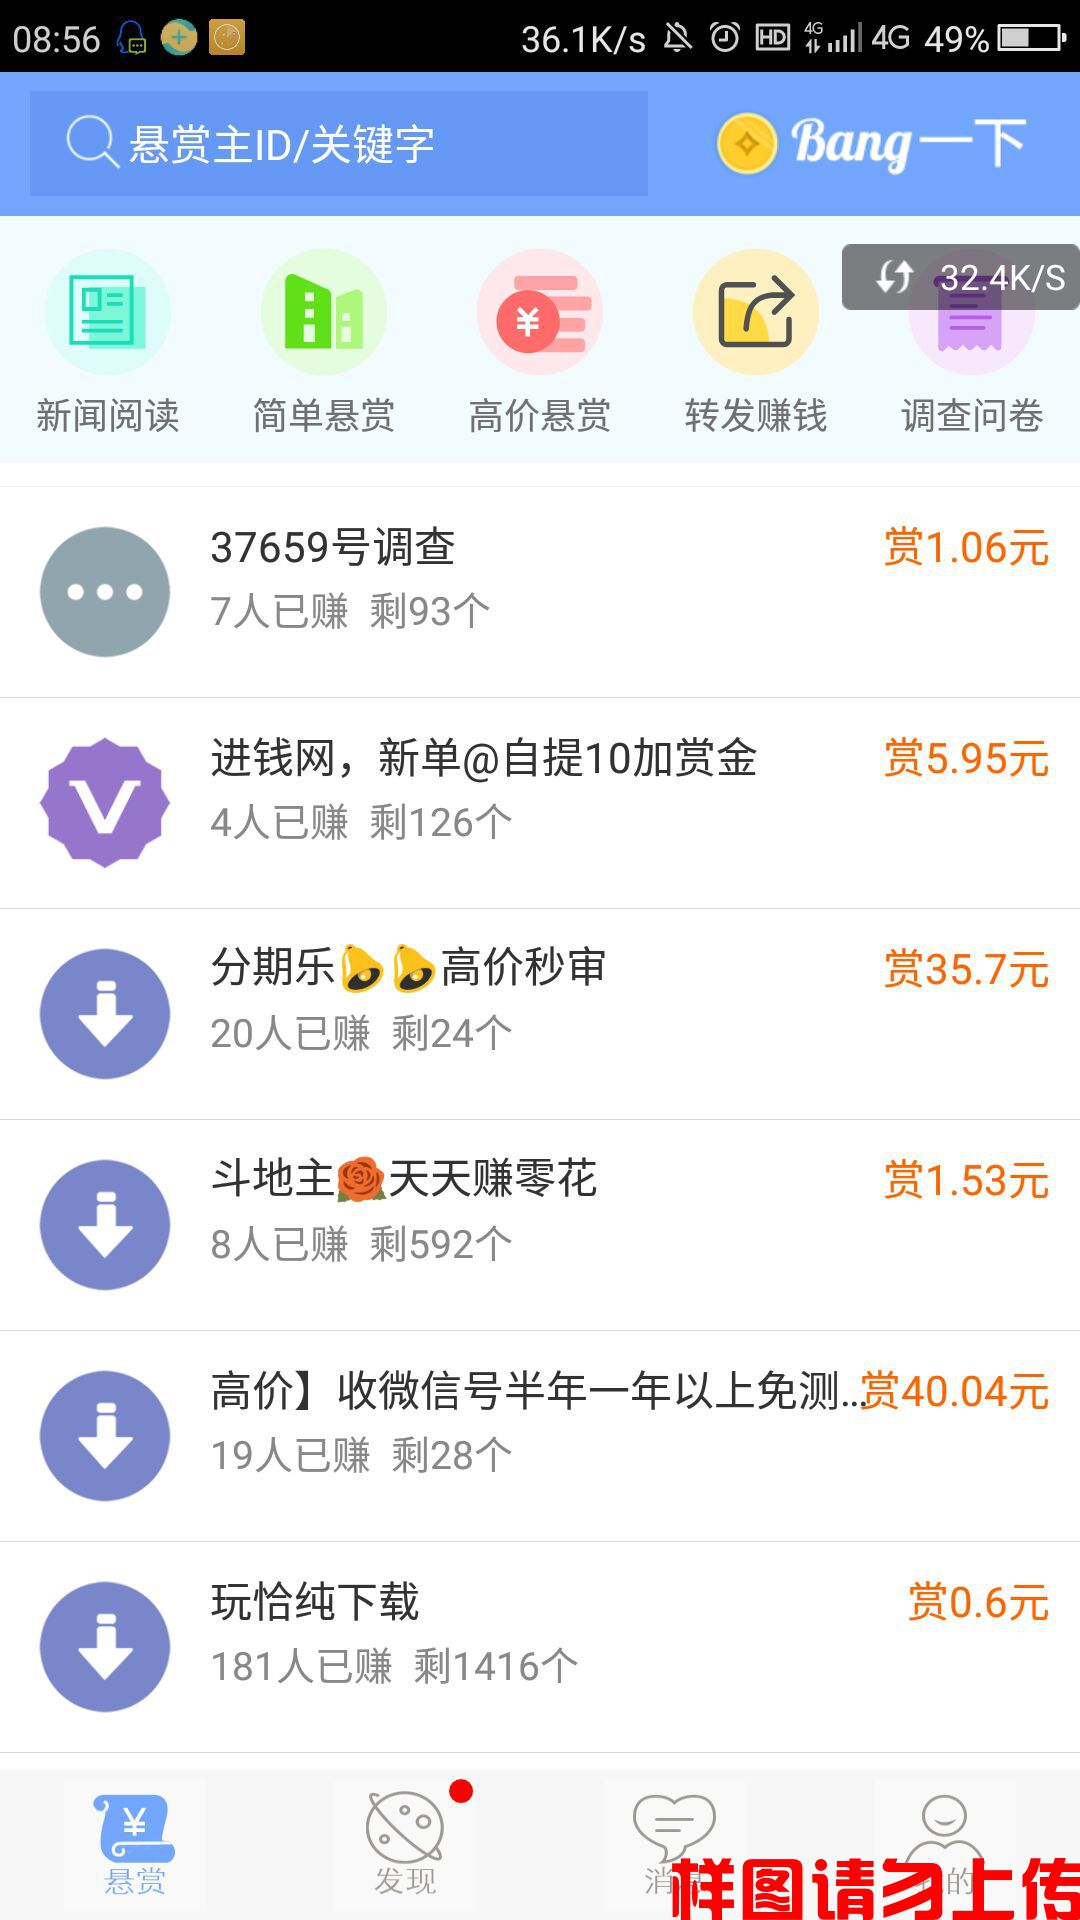 08:56 36.1K/s HD 4G 4G 49%
悬赏主ID/关键字 Bang一下
32.4K/S
新闻阅读 简单悬赏 高价悬赏 转发赚钱 调查问卷
37659号调查 赏1.06元
7人已赚 剩93个
进钱网，新单@自提10加赏金 赏5.95元
4人已赚 剩126个
分期乐🔔🔔高价秒审 赏35.7元
20人已赚 剩24个
斗地主🌹天天赚零花 赏1.53元
8人已赚 剩592个
高价】收微信号半年一年以上免测... 赏40.04元
19人已赚 剩28个
玩恰纯下载 赏0.6元
181人已赚 剩1416个
悬赏 发现 消 的
样图请勿上传